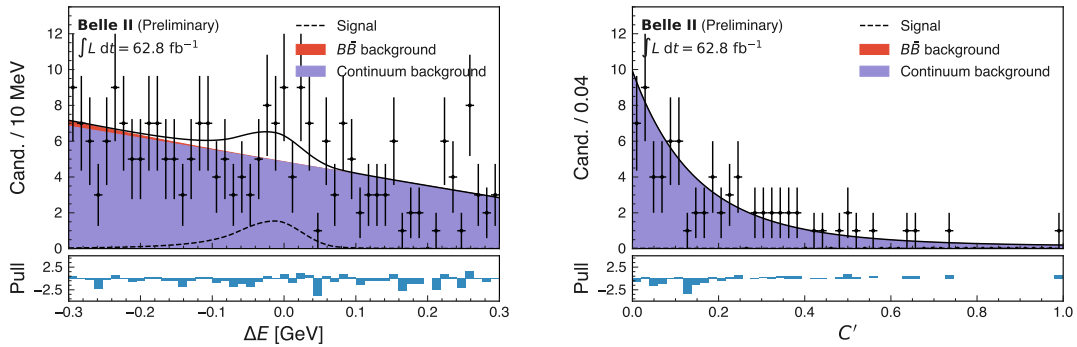 Belle II (Preliminary)
∫L dt = 62.8 fb⁻¹
Signal
BB̄ background
Continuum background
Cand. / 10 MeV
12
10
8
6
4
2
0
Pull
2.5
−2.5
−0.3
−0.2
−0.1
0.0
0.1
0.2
0.3
ΔE [GeV]
Belle II (Preliminary)
∫L dt = 62.8 fb⁻¹
Signal
BB̄ background
Continuum background
Cand. / 0.04
12
10
8
6
4
2
0
Pull
2.5
−2.5
0.0
0.2
0.4
0.6
0.8
1.0
C′